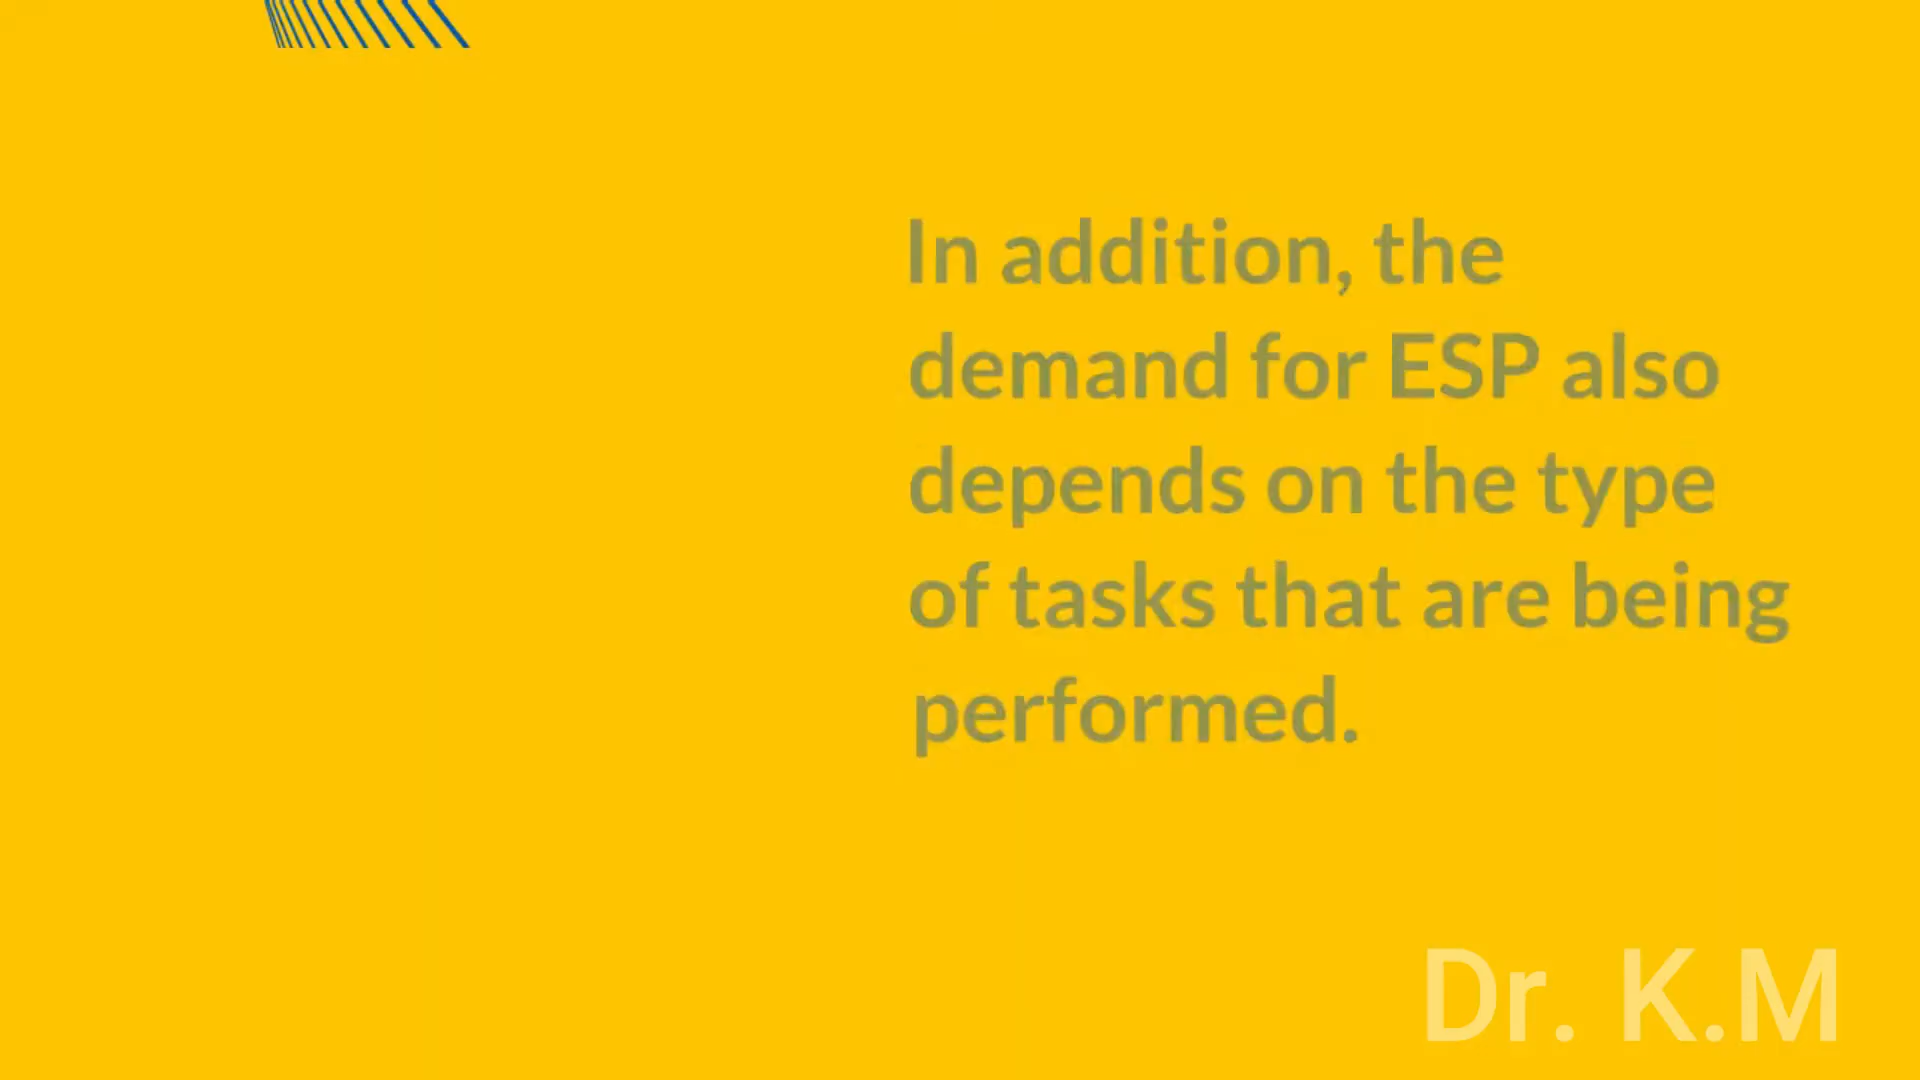 In addition, the
demand for ESP also
depends on the type
of tasks that are being
performed.
Dr. K.M